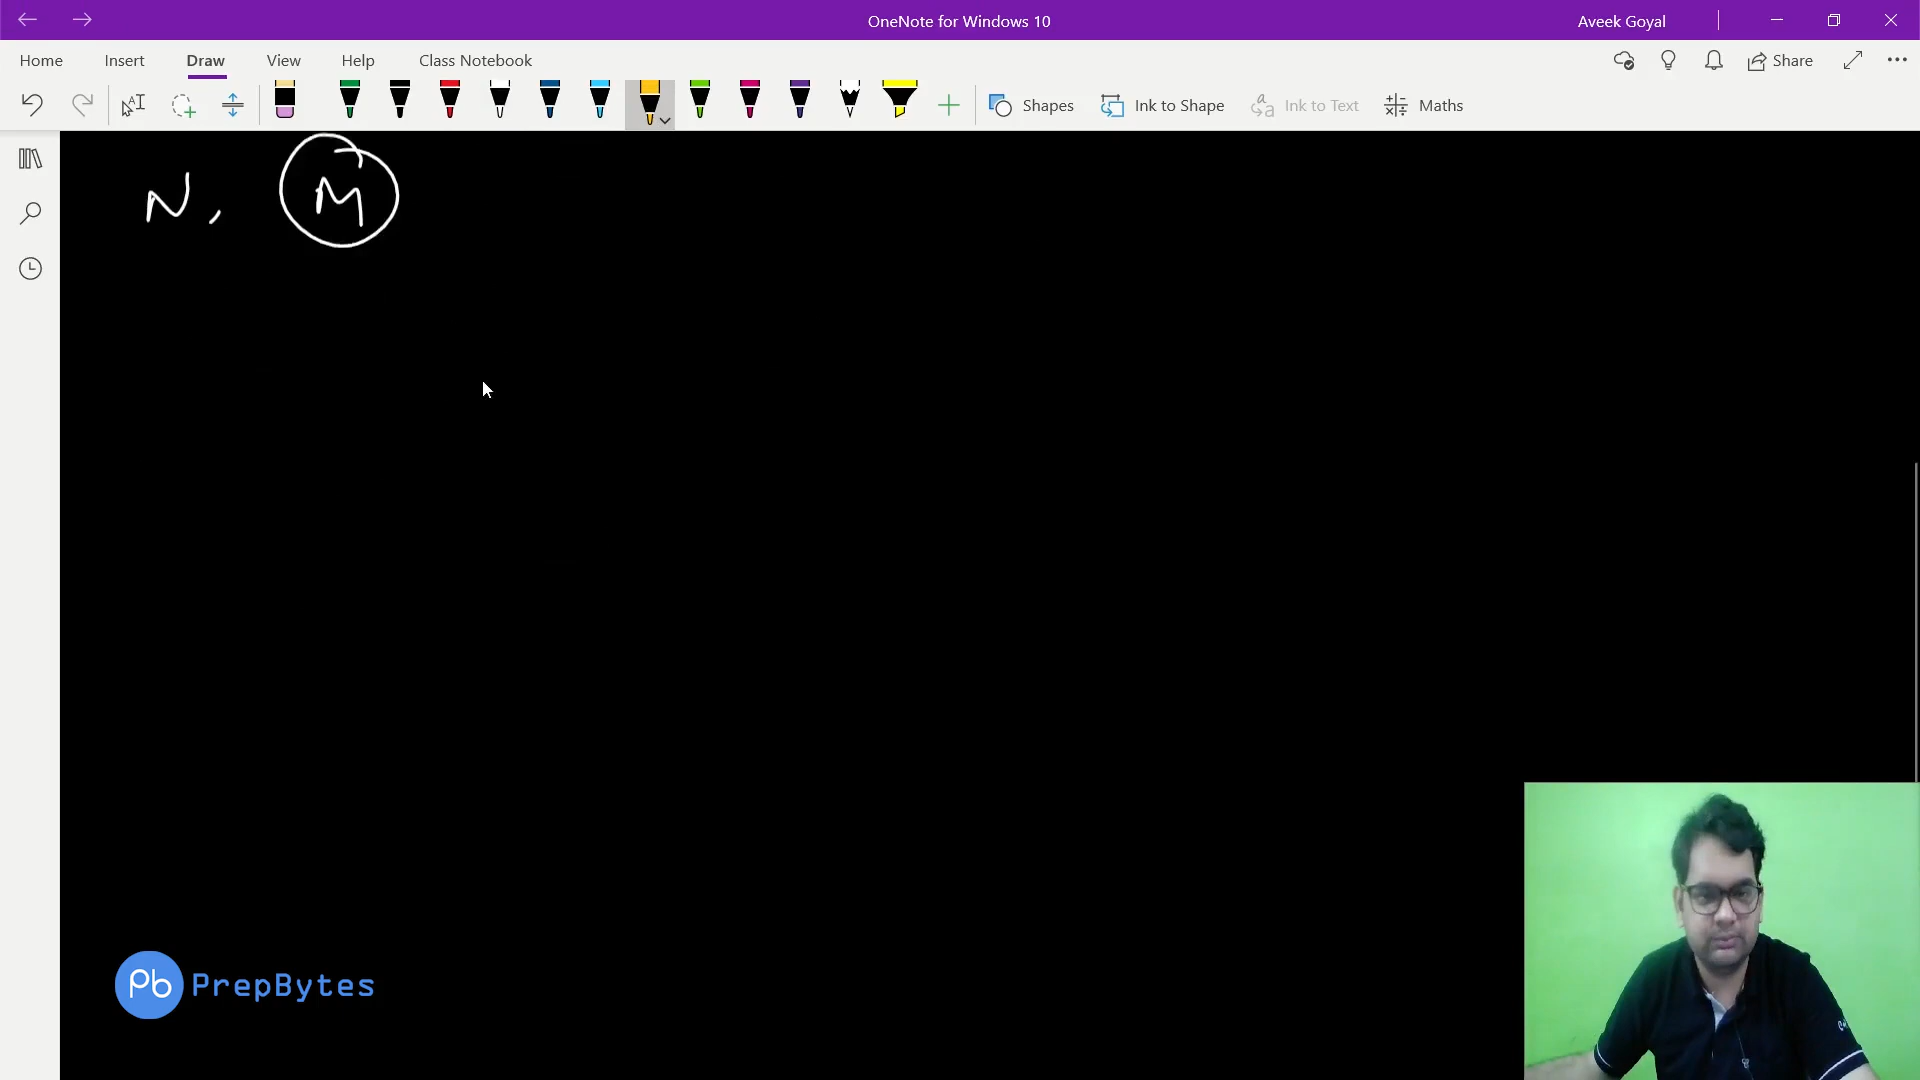 OneNote for Windows 10 Aveek Goyal
Home Insert Draw View Help Class Notebook Share
Shapes Ink to Shape Ink to Text Maths
N, M
Pb PrepBytes